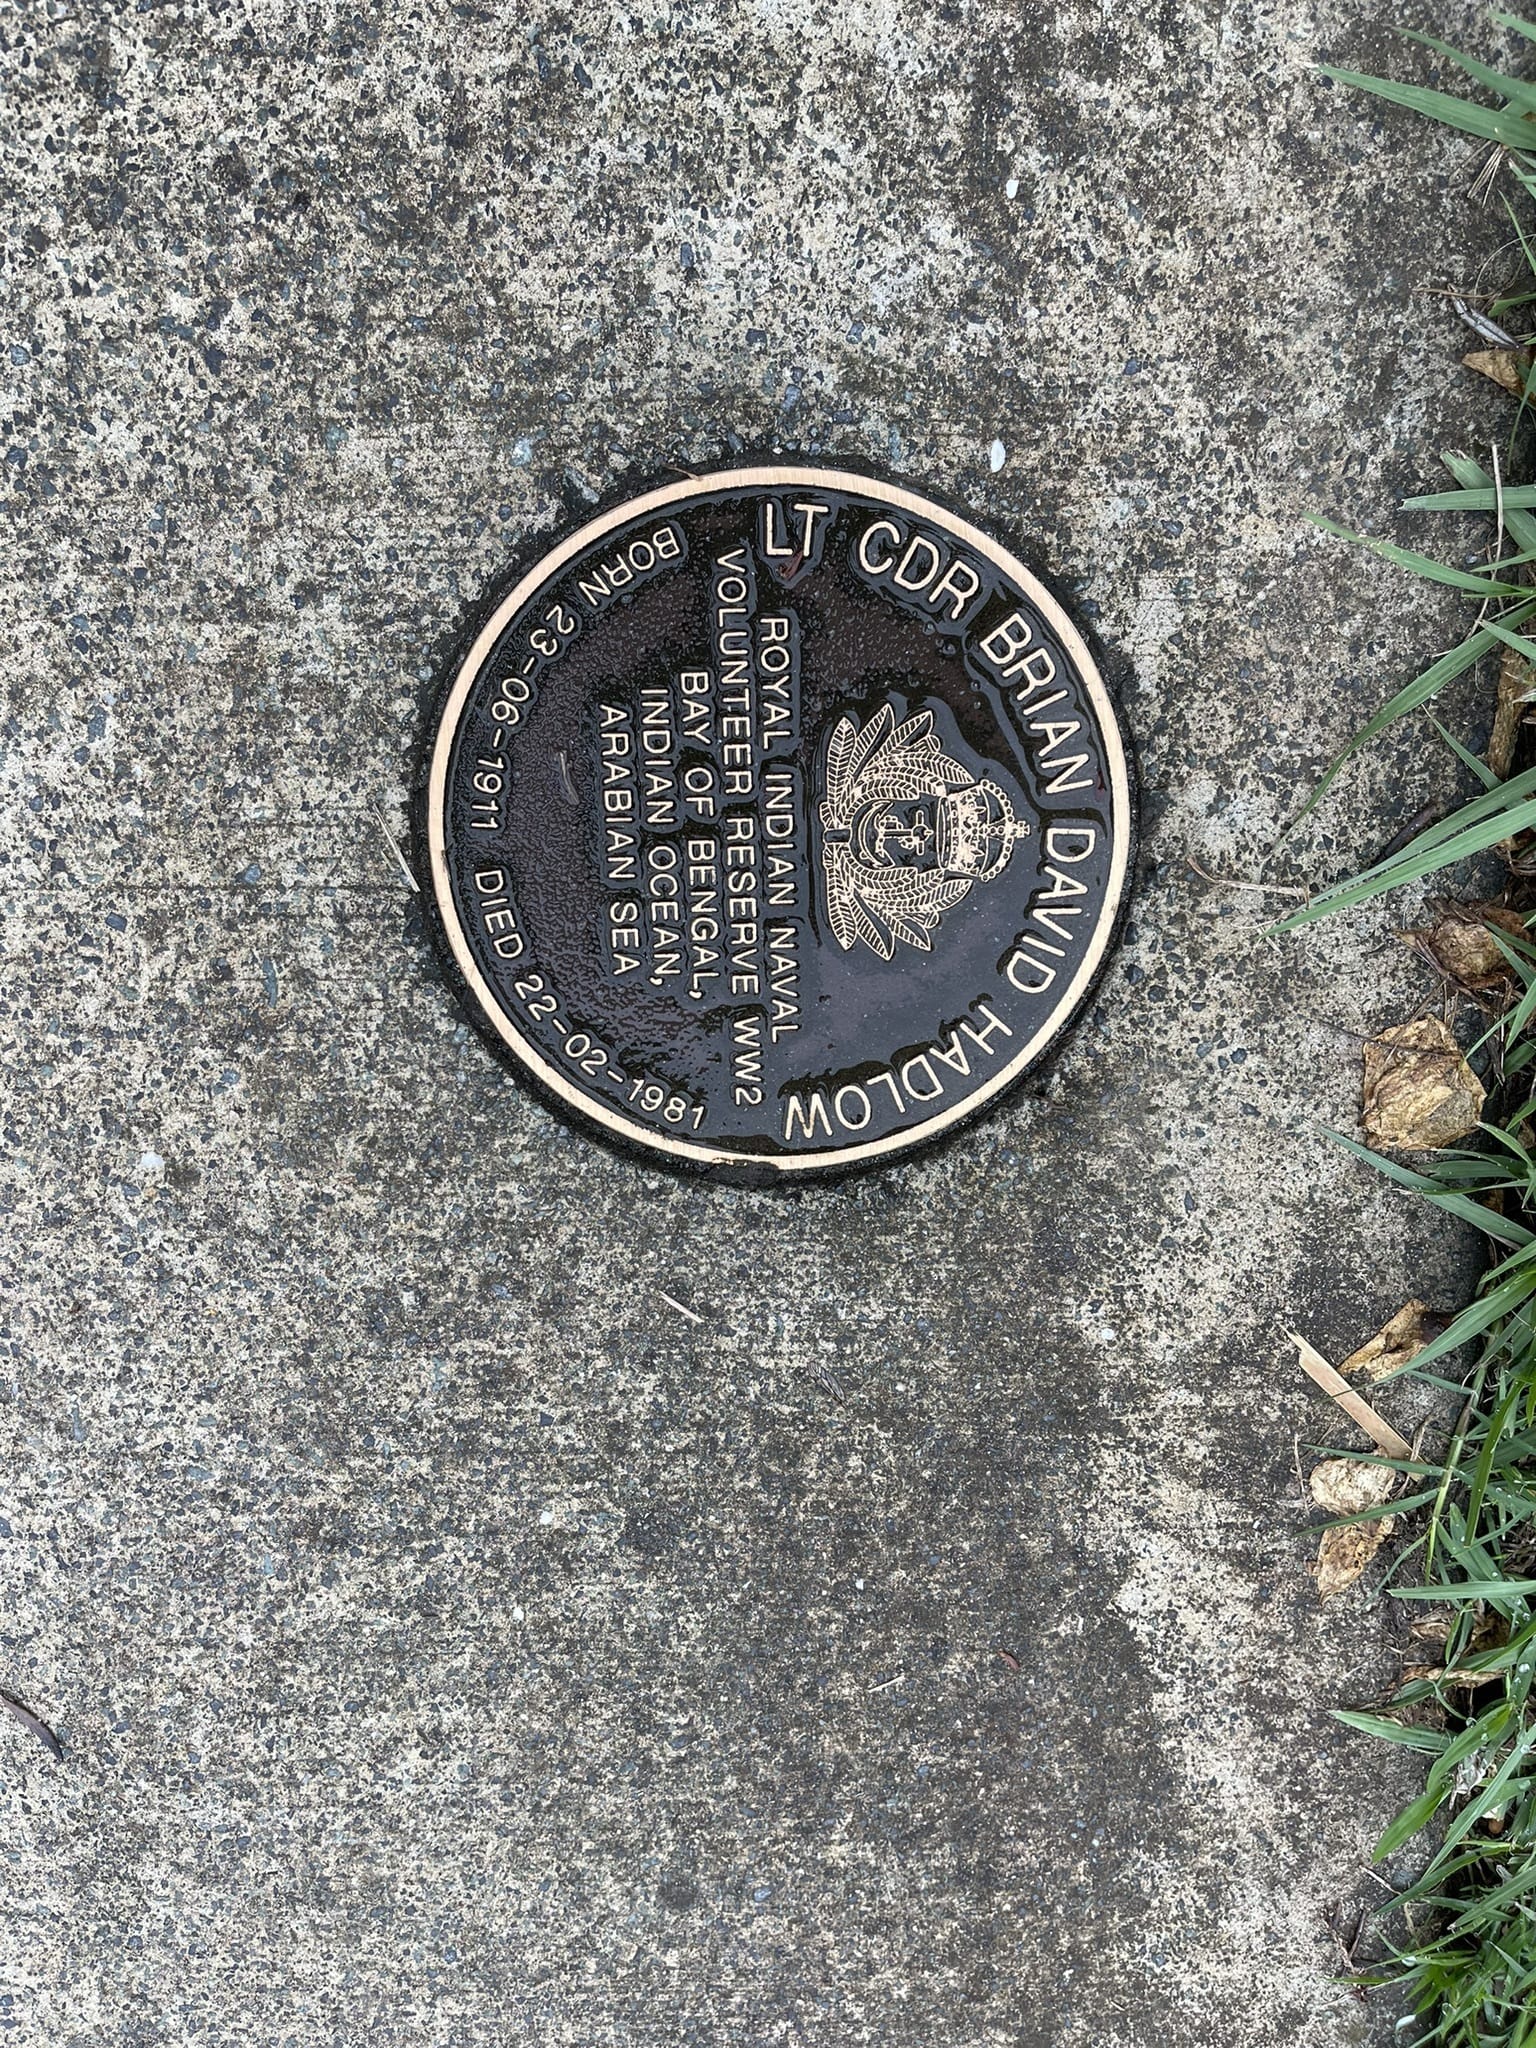 LT CDR BRIAN DAVID HADLOW
ROYAL INDIAN NAVAL
VOLUNTEER RESERVE WW2
BAY OF BENGAL,
INDIAN OCEAN,
ARABIAN SEA
BORN 23-06-1911 DIED 22-02-1981